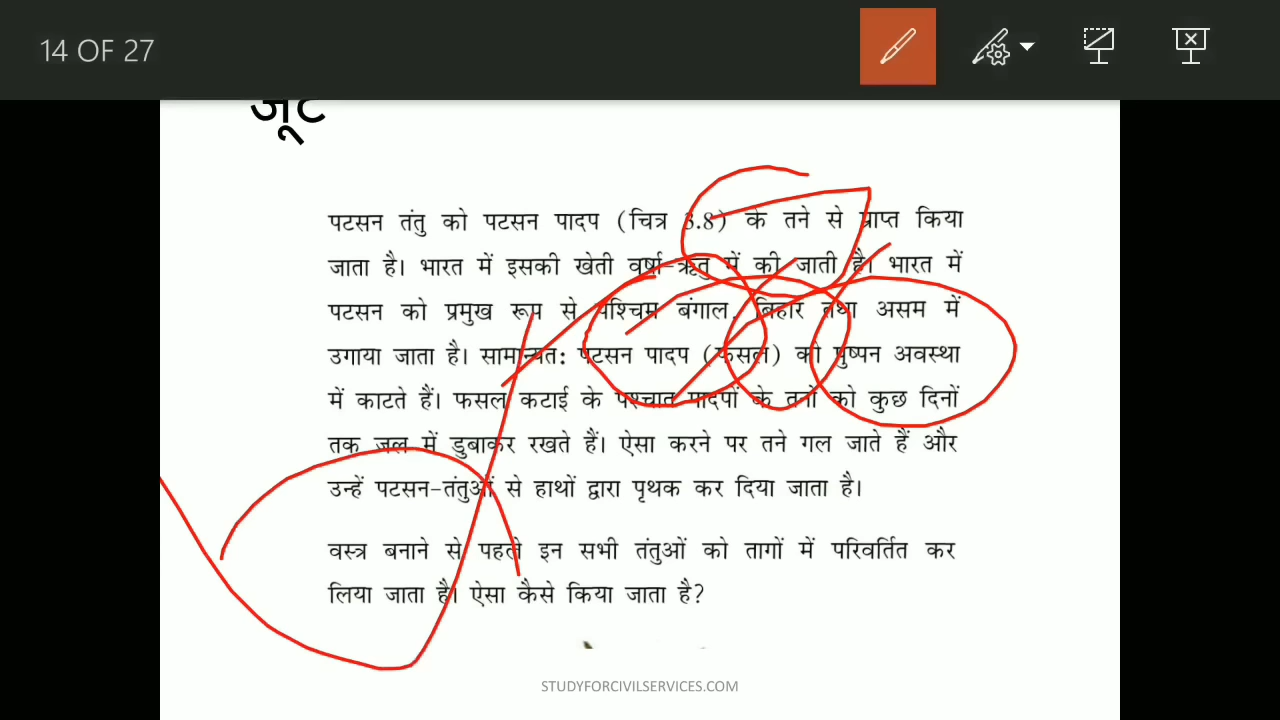 14 OF 27
जूट
पटसन तंतु को पटसन पादप (चित्र 3.8) के तने से प्राप्त किया
जाता है। भारत में इसकी खेती वर्षा-ऋतु में की जाती है। भारत में
पटसन को प्रमुख रूप से पश्चिम बंगाल, बिहार तथा असम में
उगाया जाता है। सामान्यत: पटसन पादप (फसल) को पुष्पन अवस्था
में काटते हैं। फसल कटाई के पश्चात पादपों के तनों को कुछ दिनों
तक जल में डुबाकर रखते हैं। ऐसा करने पर तने गल जाते हैं और
उन्हें पटसन-तंतुओं से हाथों द्वारा पृथक कर दिया जाता है।
वस्त्र बनाने से पहले इन सभी तंतुओं को तागों में परिवर्तित कर
लिया जाता है। ऐसा कैसे किया जाता है?
STUDYFORCIVILSERVICES.COM